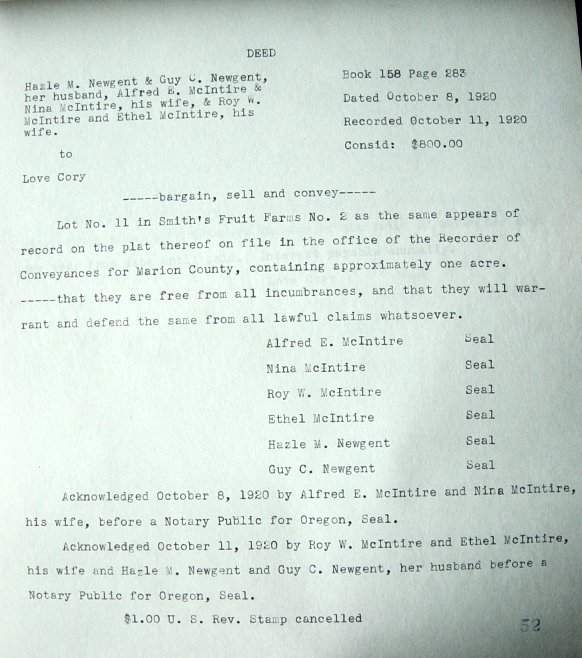 DEED
Hazle M. Newgent & Guy C. Newgent,
her husband, Alfred E. McIntire &
Nina McIntire, his wife, & Roy W.
McIntire and Ethel McIntire, his
wife.
to
Love Cory
Book 158 Page 283
Dated October 8, 1920
Recorded October 11, 1920
Consid: $800.00
-----bargain, sell and convey-----
Lot No. 11 in Smith's Fruit Farms No. 2 as the same appears of
record on the plat thereof on file in the office of the Recorder of
Conveyances for Marion County, containing approximately one acre.
-----that they are free from all incumbrances, and that they will war-
rant and defend the same from all lawful claims whatsoever.
Alfred E. McIntire Seal
Nina McIntire Seal
Roy W. McIntire Seal
Ethel McIntire Seal
Hazle M. Newgent Seal
Guy C. Newgent Seal
Acknowledged October 8, 1920 by Alfred E. McIntire and Nina McIntire,
his wife, before a Notary Public for Oregon, Seal.
Acknowledged October 11, 1920 by Roy W. McIntire and Ethel McIntire,
his wife and Hazle M. Newgent and Guy C. Newgent, her husband before a
Notary Public for Oregon, Seal.
$1.00 U. S. Rev. Stamp cancelled
52